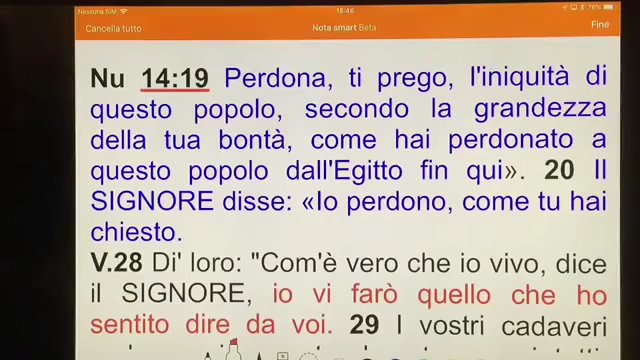 Nessuna SIM 18:46 76%
Cancella tutto Nota smart Beta Fine
Nu 14:19 Perdona, ti prego, l'iniquità di
questo popolo, secondo la grandezza
della tua bontà, come hai perdonato a
questo popolo dall'Egitto fin qui». 20 Il
SIGNORE disse: «Io perdono, come tu hai
chiesto.
V.28 Di' loro: "Com'è vero che io vivo, dice
il SIGNORE, io vi farò quello che ho
sentito dire da voi. 29 I vostri cadaveri